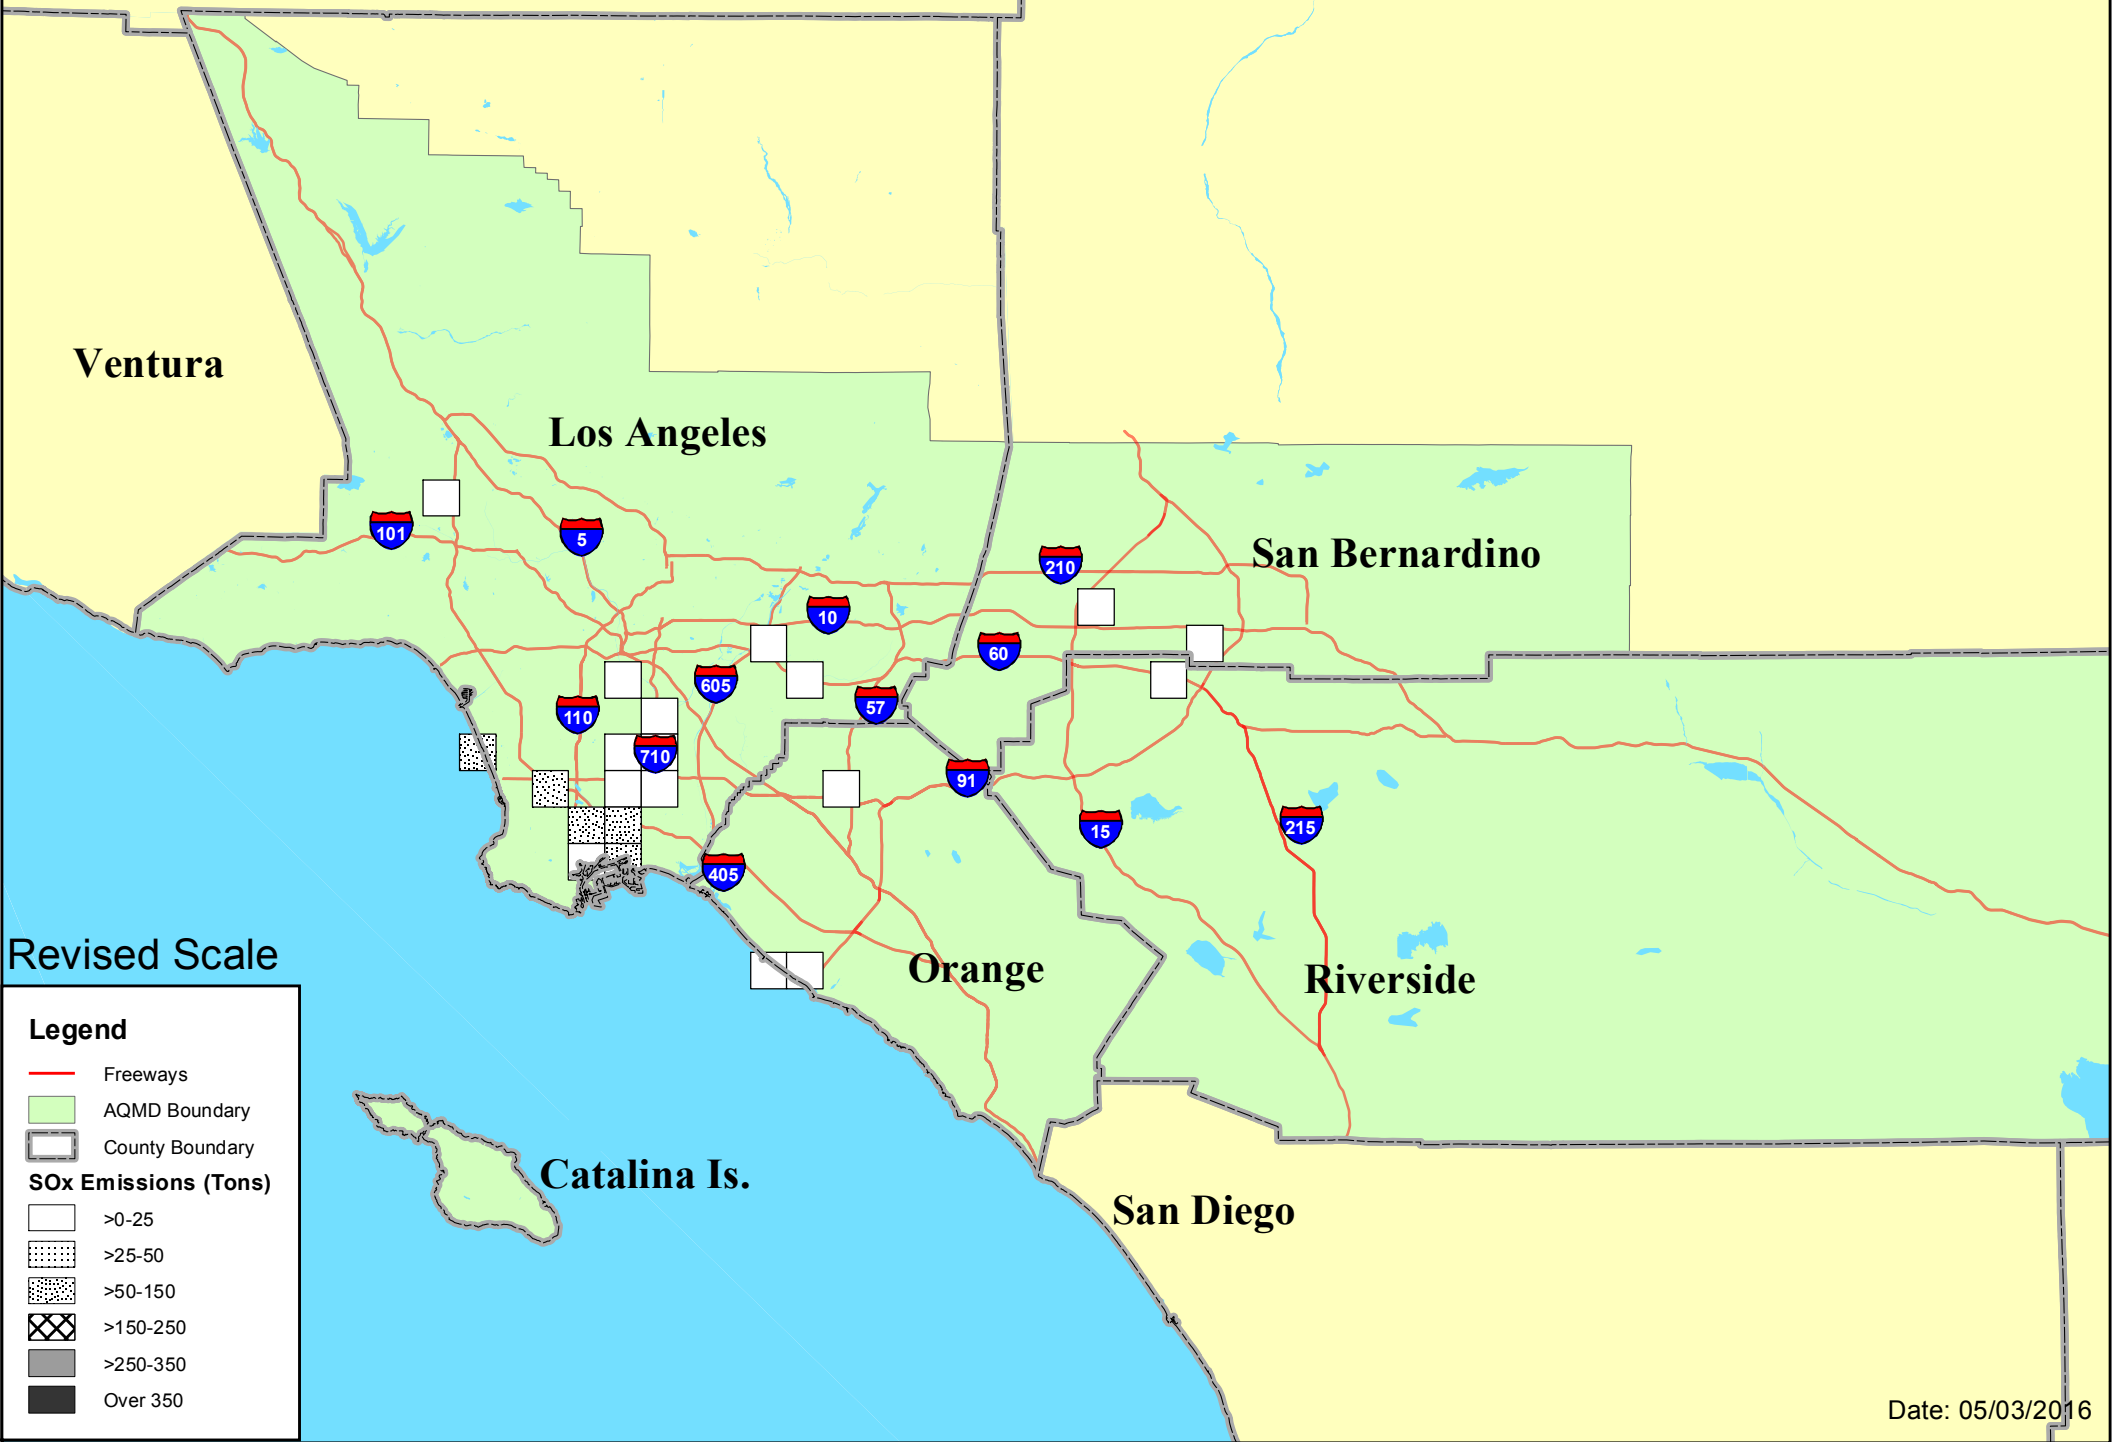 Ventura
Los Angeles
101
5
210
San Bernardino
10
60
605
57
110
710
91
15
215
405
Revised Scale
Orange
Riverside
Legend
Freeways
AQMD Boundary
County Boundary
SOx Emissions (Tons)
>0-25
>25-50
>50-150
>150-250
>250-350
Over 350
Catalina Is.
San Diego
Date: 05/03/2016